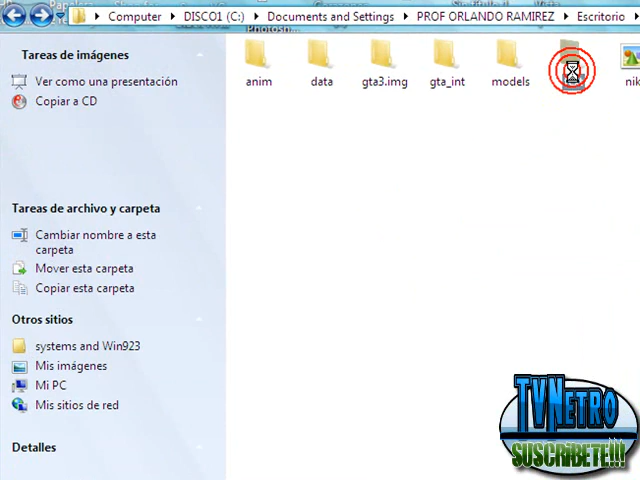 Computer DISCO1 (C:) Documents and Settings PROF ORLANDO RAMIREZ Escritorio
Tareas de imágenes
Ver como una presentación
Copiar a CD
anim data gta3.img gta_int models
Tareas de archivo y carpeta
Cambiar nombre a esta
carpeta
Mover esta carpeta
Copiar esta carpeta
Otros sitios
systems and Win923
Mis imágenes
Mi PC
Mis sitios de red
Detalles
TVNETRO
SUSCRIBETE!!!